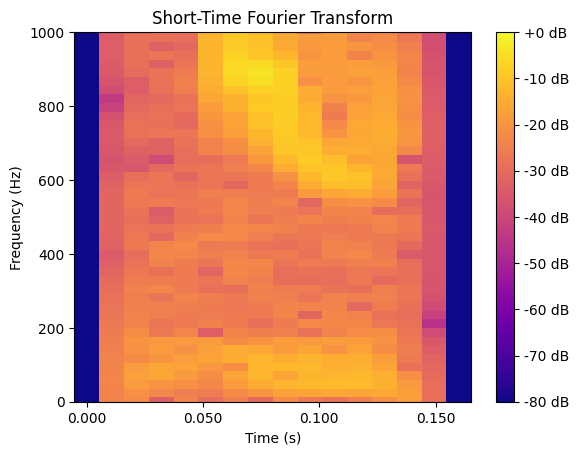 Short-Time Fourier Transform
1000
800
600
400
200
0
Frequency (Hz)
0.000
0.050
0.100
0.150
Time (s)
+0 dB
-10 dB
-20 dB
-30 dB
-40 dB
-50 dB
-60 dB
-70 dB
-80 dB